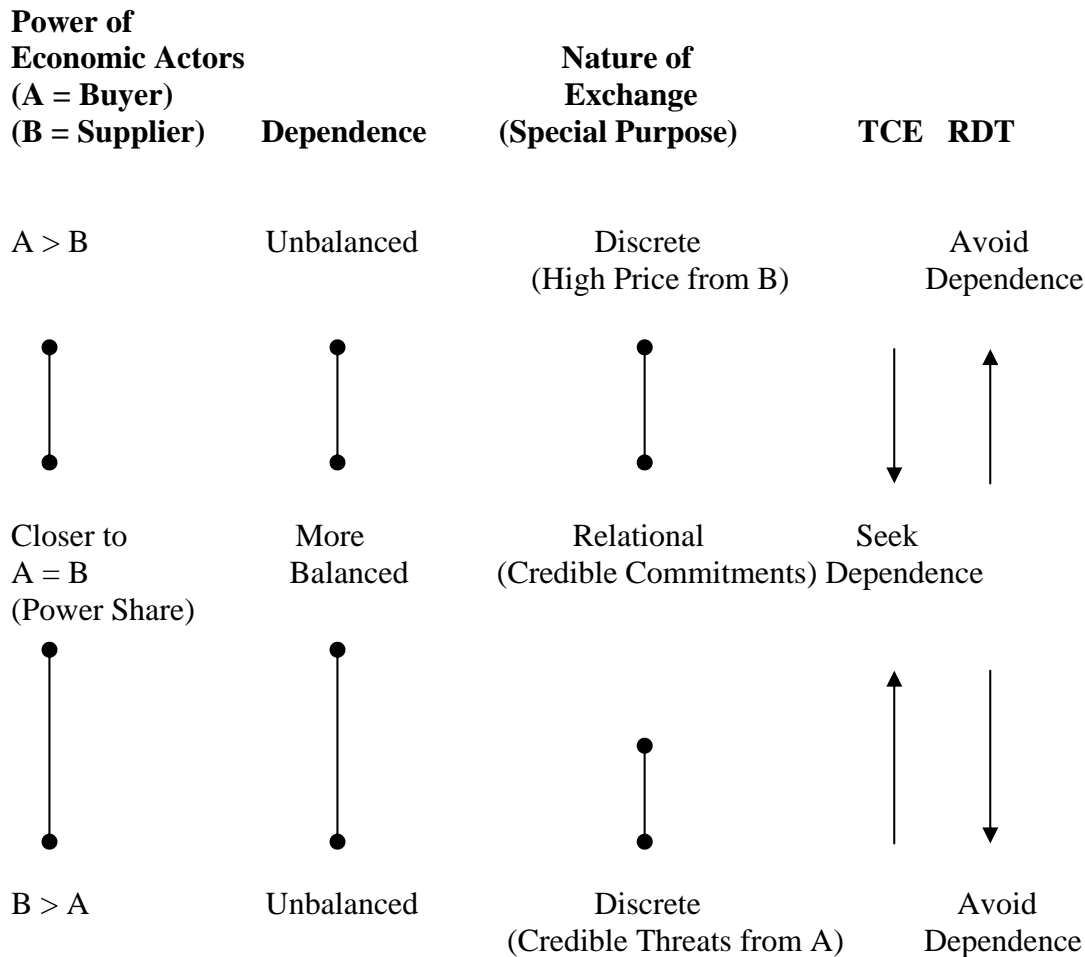 Power of
Economic Actors
(A = Buyer)
(B = Supplier)
Dependence
Nature of
Exchange
(Special Purpose)
TCE RDT
A > B
Unbalanced
Discrete
(High Price from B)
Avoid
Dependence
Closer to
A = B
(Power Share)
More
Balanced
Relational
(Credible Commitments)
Seek
Dependence
B > A
Unbalanced
Discrete
(Credible Threats from A)
Avoid
Dependence